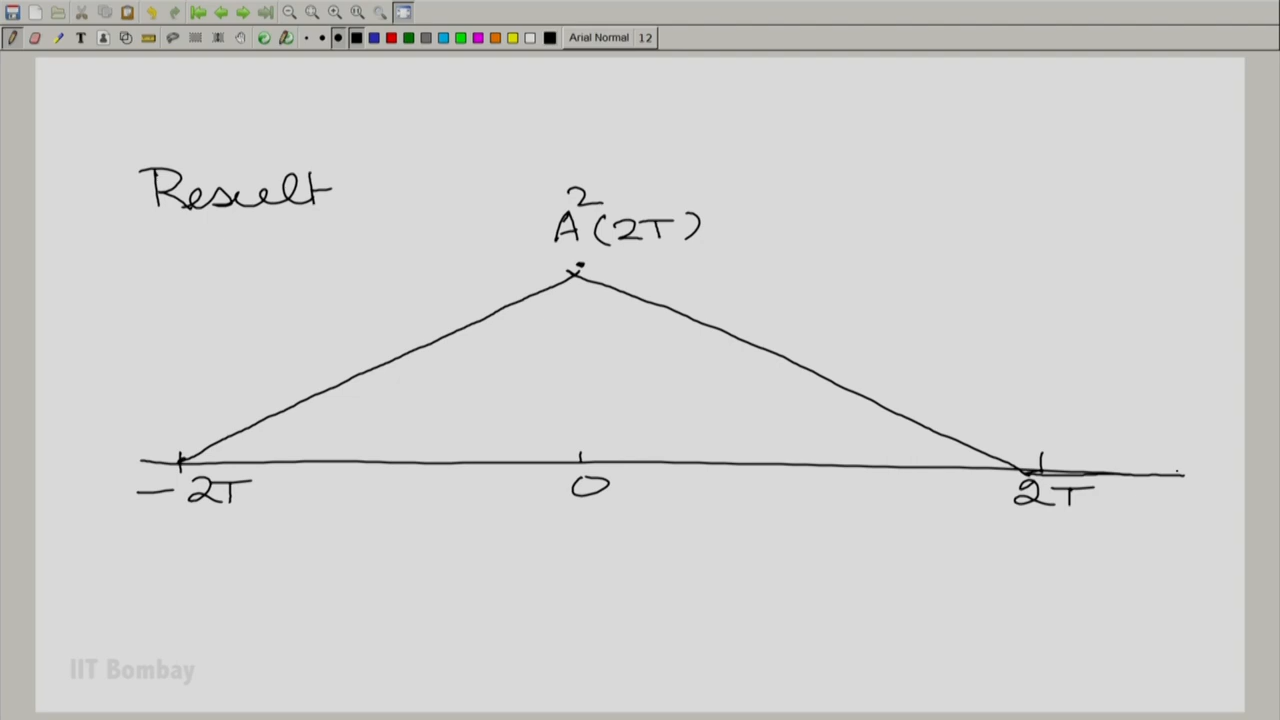 T Arial Normal 12
Result
A²(2T)
-2T 0 2T
IIT Bombay